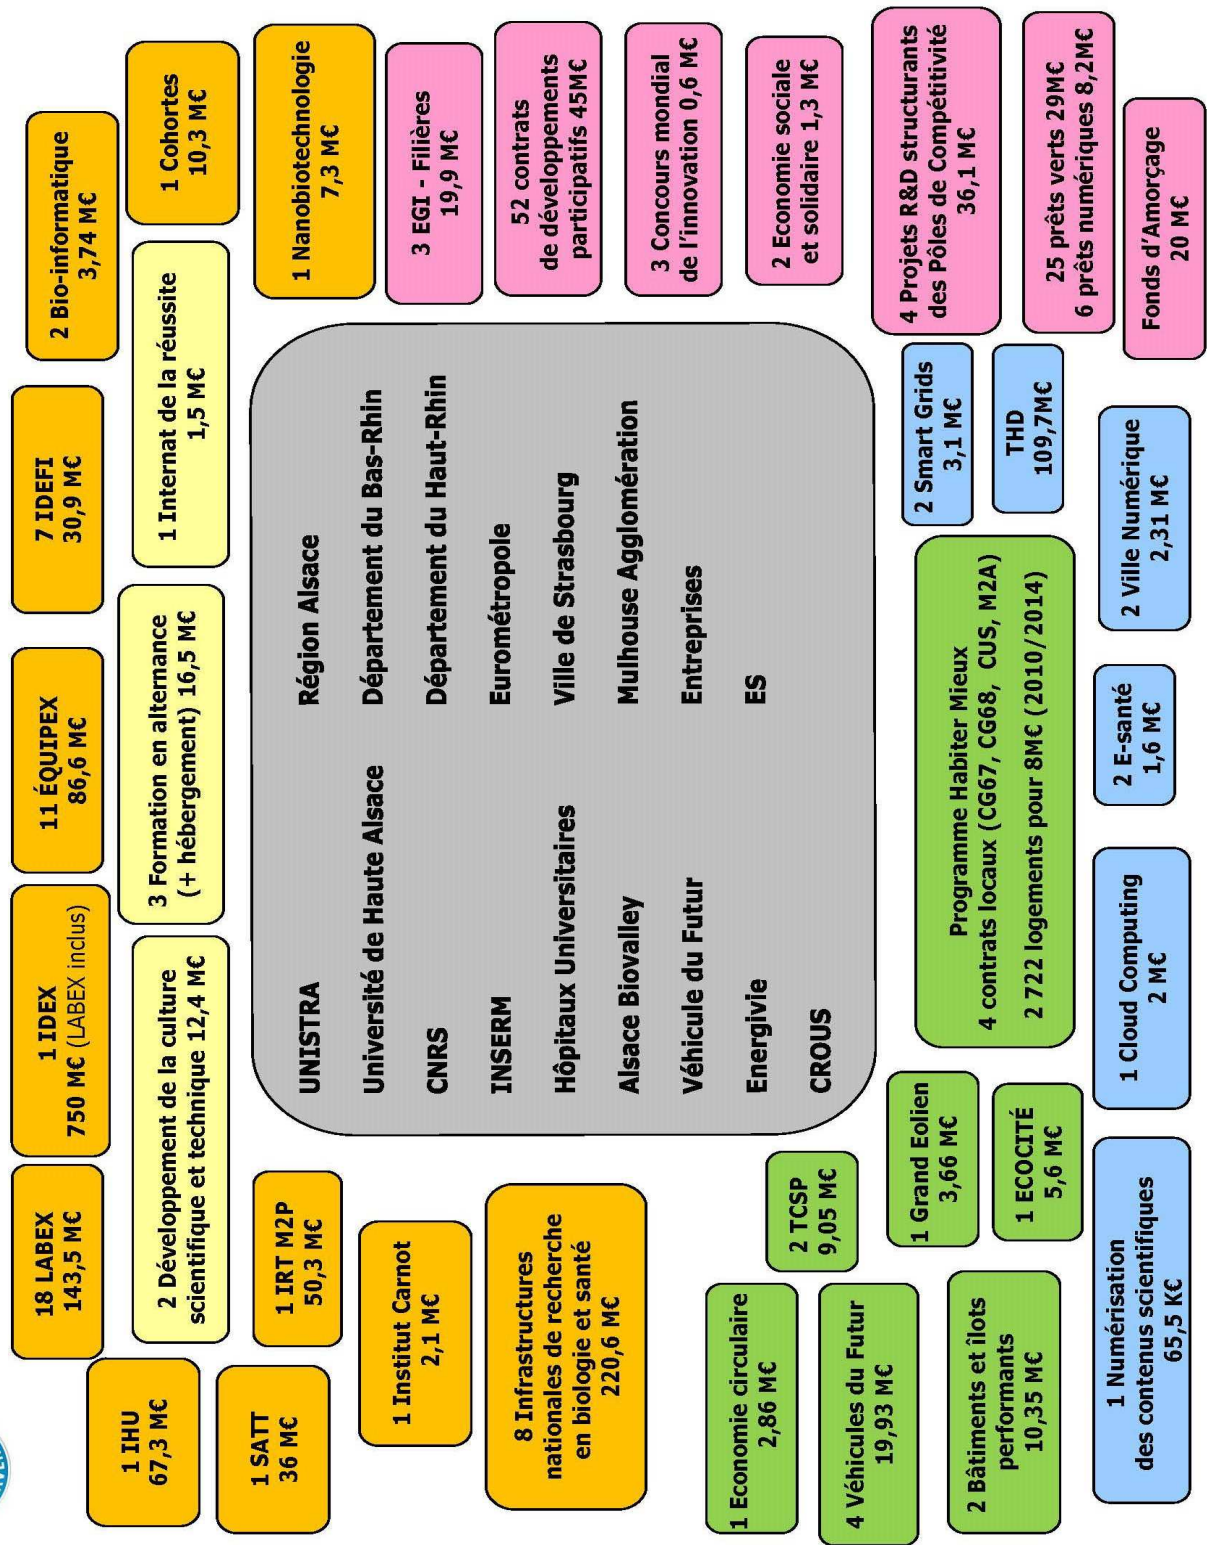 18 LABEX
143,5 M€
1 IDEX
750 M€ (LABEX inclus)
11 ÉQUIPEX
86,6 M€
7 IDEFI
30,9 M€
2 Bio-informatique
3,74 M€
1 IHU
67,3 M€
2 Développement de la culture
scientifique et technique 12,4 M€
3 Formation en alternance
(+ hébergement) 16,5 M€
1 Internat de la réussite
1,5 M€
1 Cohortes
10,3 M€
1 SATT
36 M€
1 IRT M2P
50,3 M€
1 Nanobiotechnologie
7,3 M€
1 Institut Carnot
2,1 M€
8 Infrastructures
nationales de recherche
en biologie et santé
220,6 M€
UNISTRA
Université de Haute Alsace
CNRS
INSERM
Hôpitaux Universitaires
Alsace Biovalley
Véhicule du Futur
Energivie
CROUS
Région Alsace
Département du Bas-Rhin
Département du Haut-Rhin
Eurométropole
Ville de Strasbourg
Mulhouse Agglomération
Entreprises
ES
3 EGI - Filières
19,9 M€
52 contrats
de développements
participatifs 45M€
3 Concours mondial
de l'innovation 0,6 M€
2 Economie sociale
et solidaire 1,3 M€
4 Projets R&D structurants
des Pôles de Compétitivité
36,1 M€
25 prêts verts 29M€
6 prêts numériques 8,2M€
Fonds d'Amorçage
20 M€
1 Economie circulaire
2,86 M€
2 TCSP
9,05 M€
4 Véhicules du Futur
19,93 M€
1 Grand Eolien
3,66 M€
2 Bâtiments et îlots
performants
10,35 M€
1 ECOCITÉ
5,6 M€
Programme Habiter Mieux
4 contrats locaux (CG67, CG68, CUS, M2A)
2 722 logements pour 8M€ (2010/2014)
2 Smart Grids
3,1 M€
THD
109,7M€
1 Numérisation
des contenus scientifiques
65,5 K€
1 Cloud Computing
2 M€
2 E-santé
1,6 M€
2 Ville Numérique
2,31 M€